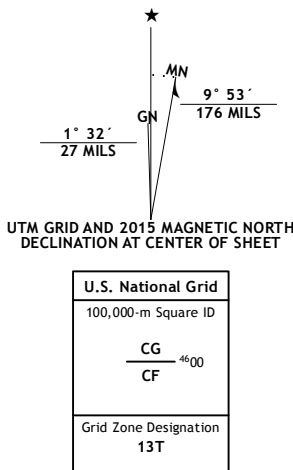 MN
GN
9° 53´
176 MILS
1° 32´
27 MILS
UTM GRID AND 2015 MAGNETIC NORTH
DECLINATION AT CENTER OF SHEET
U.S. National Grid
100,000-m Square ID
CG
4600
CF
Grid Zone Designation
13T